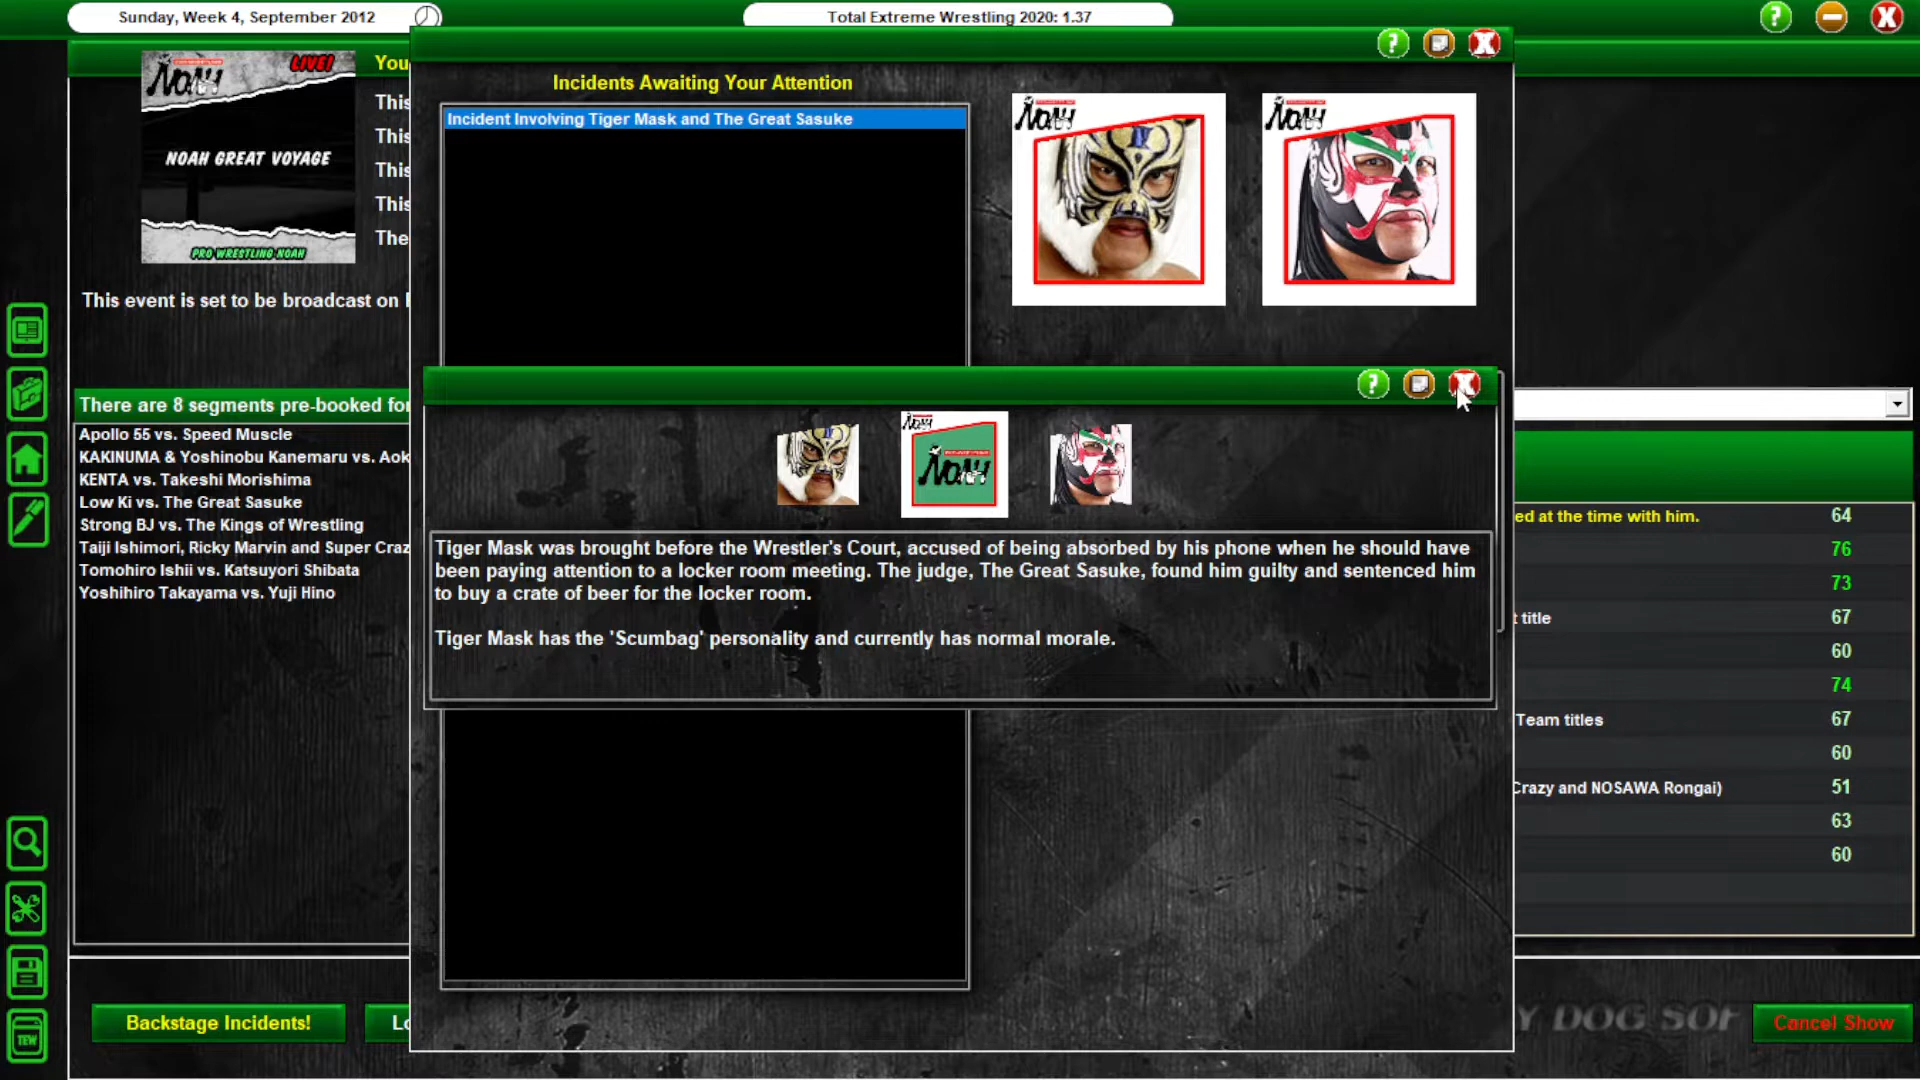 Sunday, Week 4, September 2012
Total Extreme Wrestling 2020: 1.37
NOAH
LIVE!
NOAH GREAT VOYAGE
PRO WRESTLING NOAH
You
This
This
This
This
The
This event is set to be broadcast on
There are 8 segments pre-booked for
Apollo 55 vs. Speed Muscle
KAKINUMA & Yoshinobu Kanemaru vs. Aok
KENTA vs. Takeshi Morishima
Low Ki vs. The Great Sasuke
Strong BJ vs. The Kings of Wrestling
Taiji Ishimori, Ricky Marvin and Super Craz
Tomohiro Ishii vs. Katsuyori Shibata
Yoshihiro Takayama vs. Yuji Hino
Incidents Awaiting Your Attention
Incident Involving Tiger Mask and The Great Sasuke
NOAH
NOAH
NOAH
NOAH
Tiger Mask was brought before the Wrestler's Court, accused of being absorbed by his phone when he should have
been paying attention to a locker room meeting. The judge, The Great Sasuke, found him guilty and sentenced him
to buy a crate of beer for the locker room.
Tiger Mask has the 'Scumbag' personality and currently has normal morale.
ed at the time with him. 64
76
73
t title 67
60
74
Team titles 67
60
Crazy and NOSAWA Rongai) 51
63
60
Backstage Incidents!
Lo
Y DOG SOF
Cancel Show
TEW